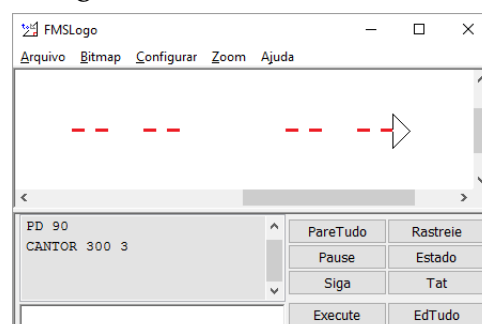 FMSLogo
Arquivo Bitmap Configurar Zoom Ajuda
PD 90
CANTOR 300 3
PareTudo Rastreie
Pause Estado
Siga Tat
Execute EdTudo